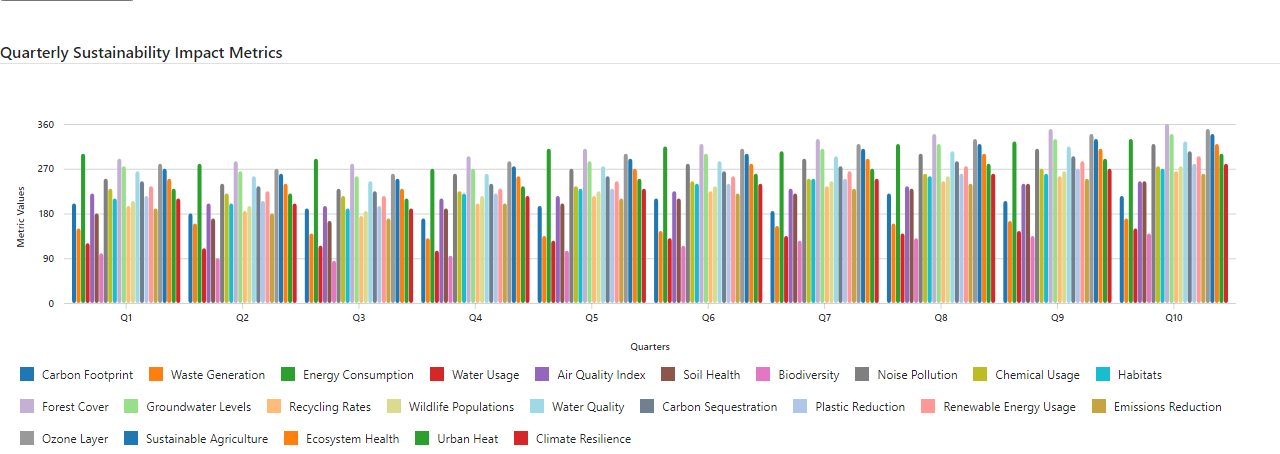 Quarterly Sustainability Impact Metrics
360
270
180
90
0
Metric Values
Q1 Q2 Q3 Q4 Q5 Q6 Q7 Q8 Q9 Q10
Quarters
Carbon Footprint Waste Generation Energy Consumption Water Usage Air Quality Index Soil Health Biodiversity Noise Pollution Chemical Usage Habitats
Forest Cover Groundwater Levels Recycling Rates Wildlife Populations Water Quality Carbon Sequestration Plastic Reduction Renewable Energy Usage Emissions Reduction
Ozone Layer Sustainable Agriculture Ecosystem Health Urban Heat Climate Resilience